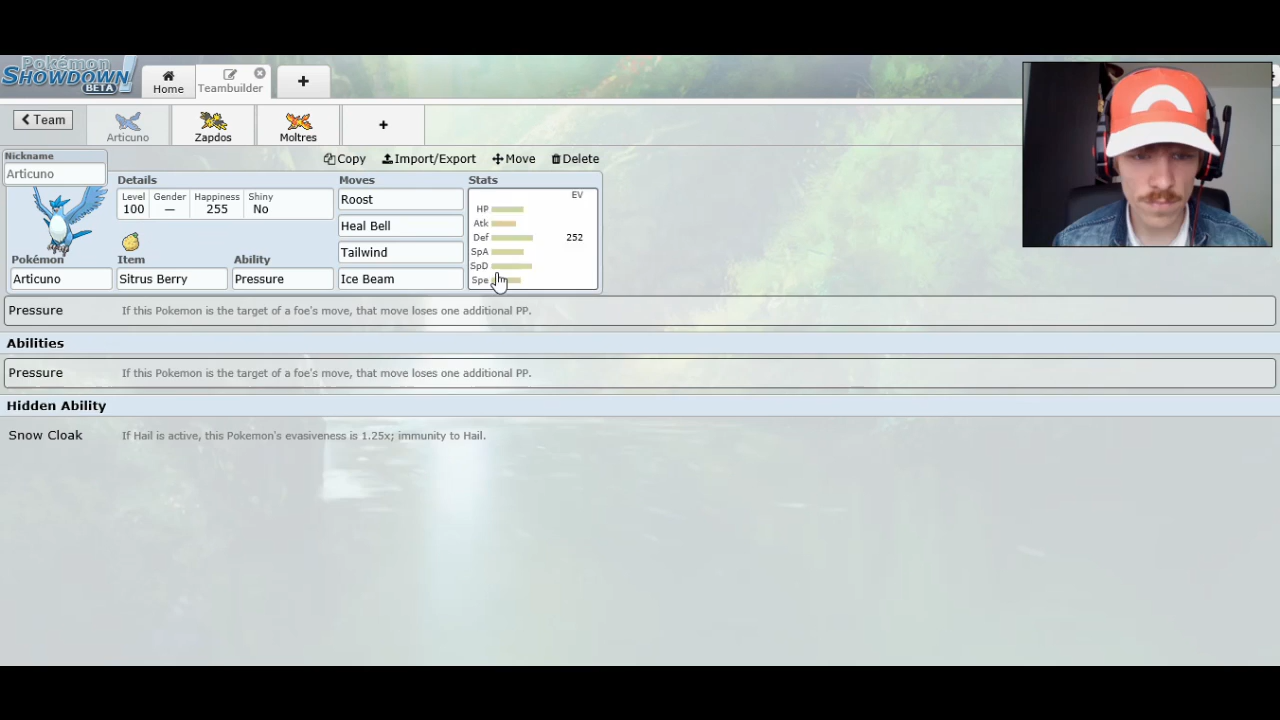 Pokémon
SHOWDOWN!
BETA
Home
Teambuilder
+
< Team
Articuno
Zapdos
Moltres
+
Copy
Import/Export
Move
Delete
Nickname
Articuno
Details
Level
100
Gender
—
Happiness
255
Shiny
No
Pokémon
Articuno
Item
Sitrus Berry
Ability
Pressure
Moves
Roost
Heal Bell
Tailwind
Ice Beam
Stats
EV
HP
Atk
Def 252
SpA
SpD
Spe
Pressure If this Pokemon is the target of a foe's move, that move loses one additional PP.
Abilities
Pressure If this Pokemon is the target of a foe's move, that move loses one additional PP.
Hidden Ability
Snow Cloak If Hail is active, this Pokemon's evasiveness is 1.25x; immunity to Hail.